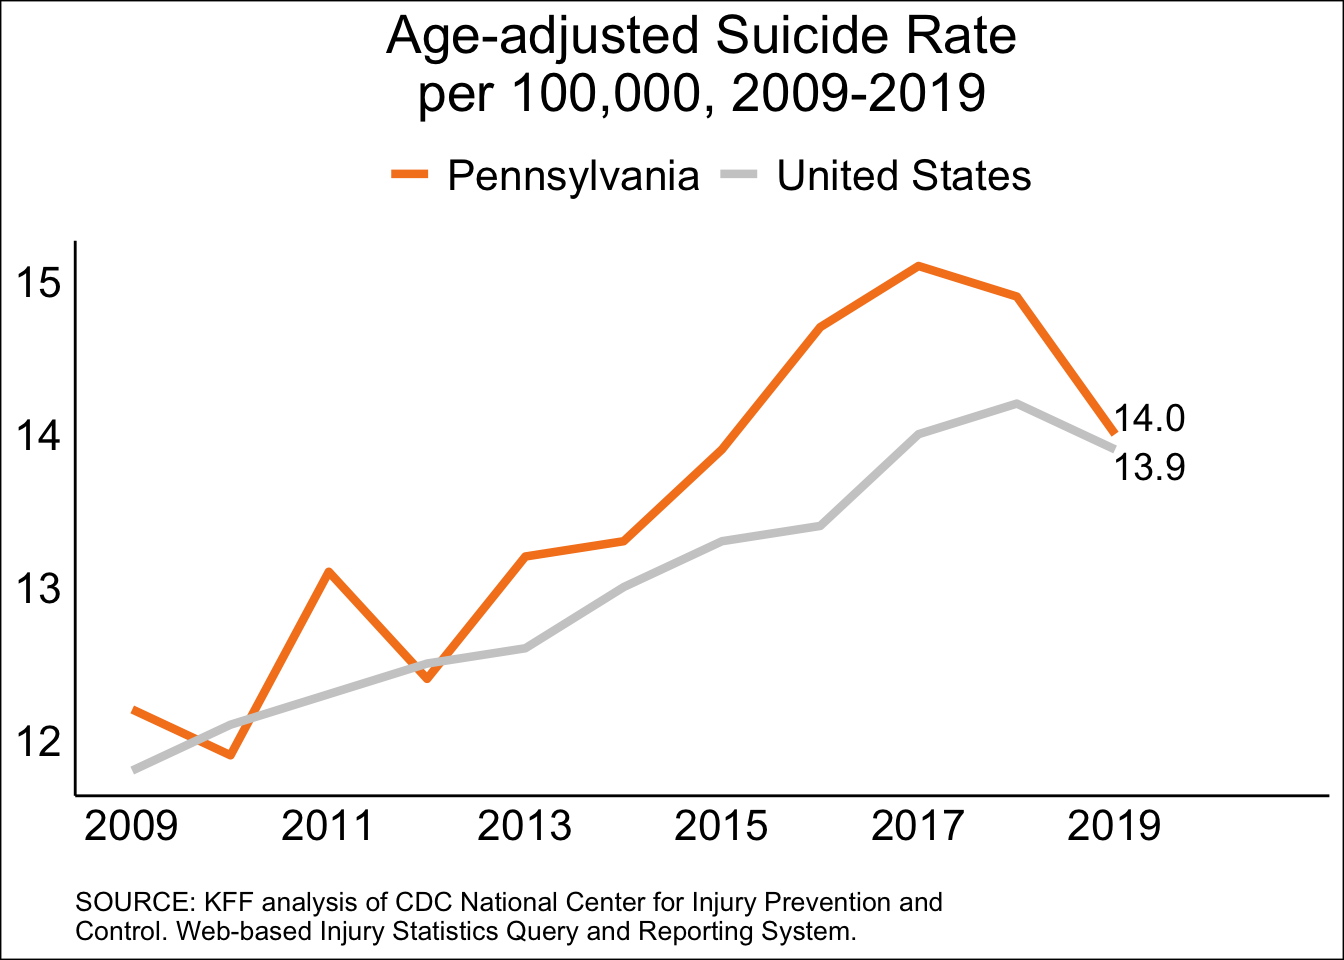 Age-adjusted Suicide Rate
per 100,000, 2009-2019
Pennsylvania United States
15
14
13
12
14.0
13.9
2009 2011 2013 2015 2017 2019
SOURCE: KFF analysis of CDC National Center for Injury Prevention and
Control. Web-based Injury Statistics Query and Reporting System.